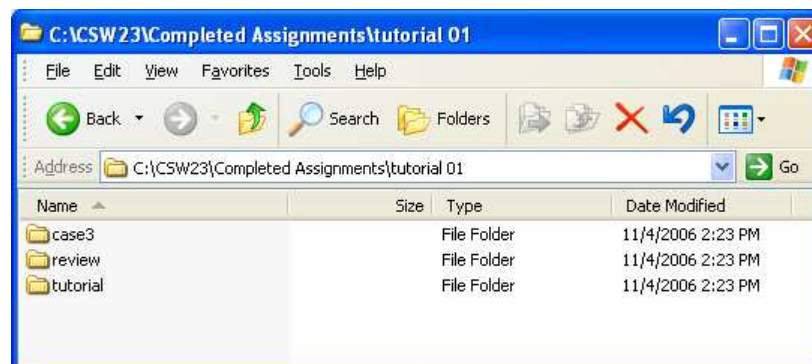 C:\CSW23\Completed Assignments\tutorial 01
File Edit View Favorites Tools Help
Back Search Folders
Address C:\CSW23\Completed Assignments\tutorial 01 Go
Name Size Type Date Modified
case3 File Folder 11/4/2006 2:23 PM
review File Folder 11/4/2006 2:23 PM
tutorial File Folder 11/4/2006 2:23 PM